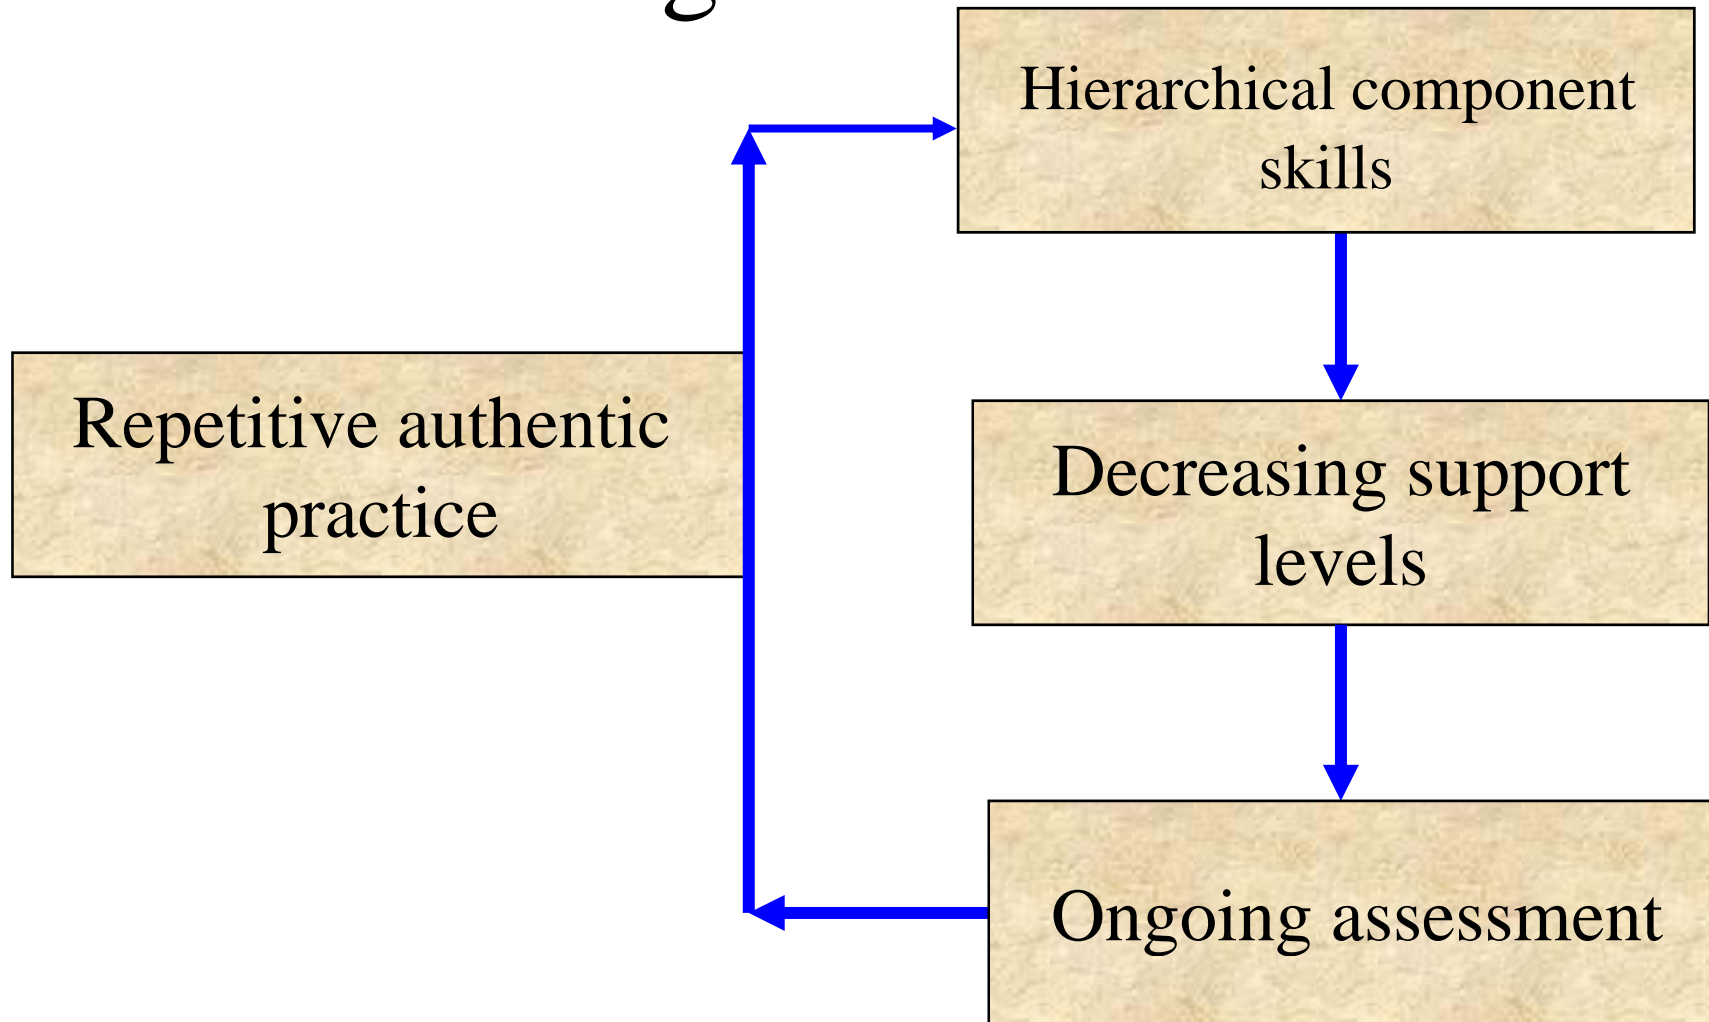 Hierarchical component
skills
Repetitive authentic
practice
Decreasing support
levels
Ongoing assessment